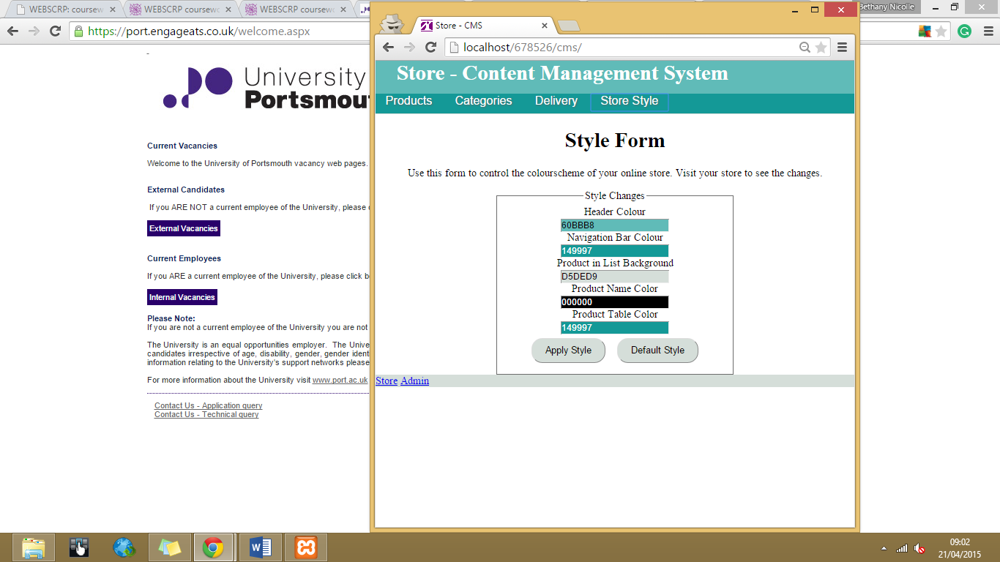 WEBSCRP: coursew
WEBSCRP coursewo
WEBSCRP coursewo
Bethany Nicolle
https://port.engageats.co.uk/welcome.aspx
University
Portsmou
Current Vacancies
Welcome to the University of Portsmouth vacancy web pages.
External Candidates
If you ARE NOT a current employee of the University, please
External Vacancies
Current Employees
If you ARE a current employee of the University, please click
Internal Vacancies
Please Note:
If you are not a current employee of the University you are not
The University is an equal opportunities employer. The Unive
candidates irrespective of age, disability, gender, gender identi
information relating to the University's support networks please
For more information about the University visit www.port.ac.uk
Contact Us - Application query
Contact Us - Technical query
Store - CMS
localhost/678526/cms/
Store - Content Management System
Products Categories Delivery Store Style
Style Form
Use this form to control the colourscheme of your online store. Visit your store to see the changes.
Style Changes
Header Colour
60BBB8
Navigation Bar Colour
149997
Product in List Background
D5DED9
Product Name Color
000000
Product Table Color
149997
Apply Style Default Style
Store Admin
09:02
21/04/2015